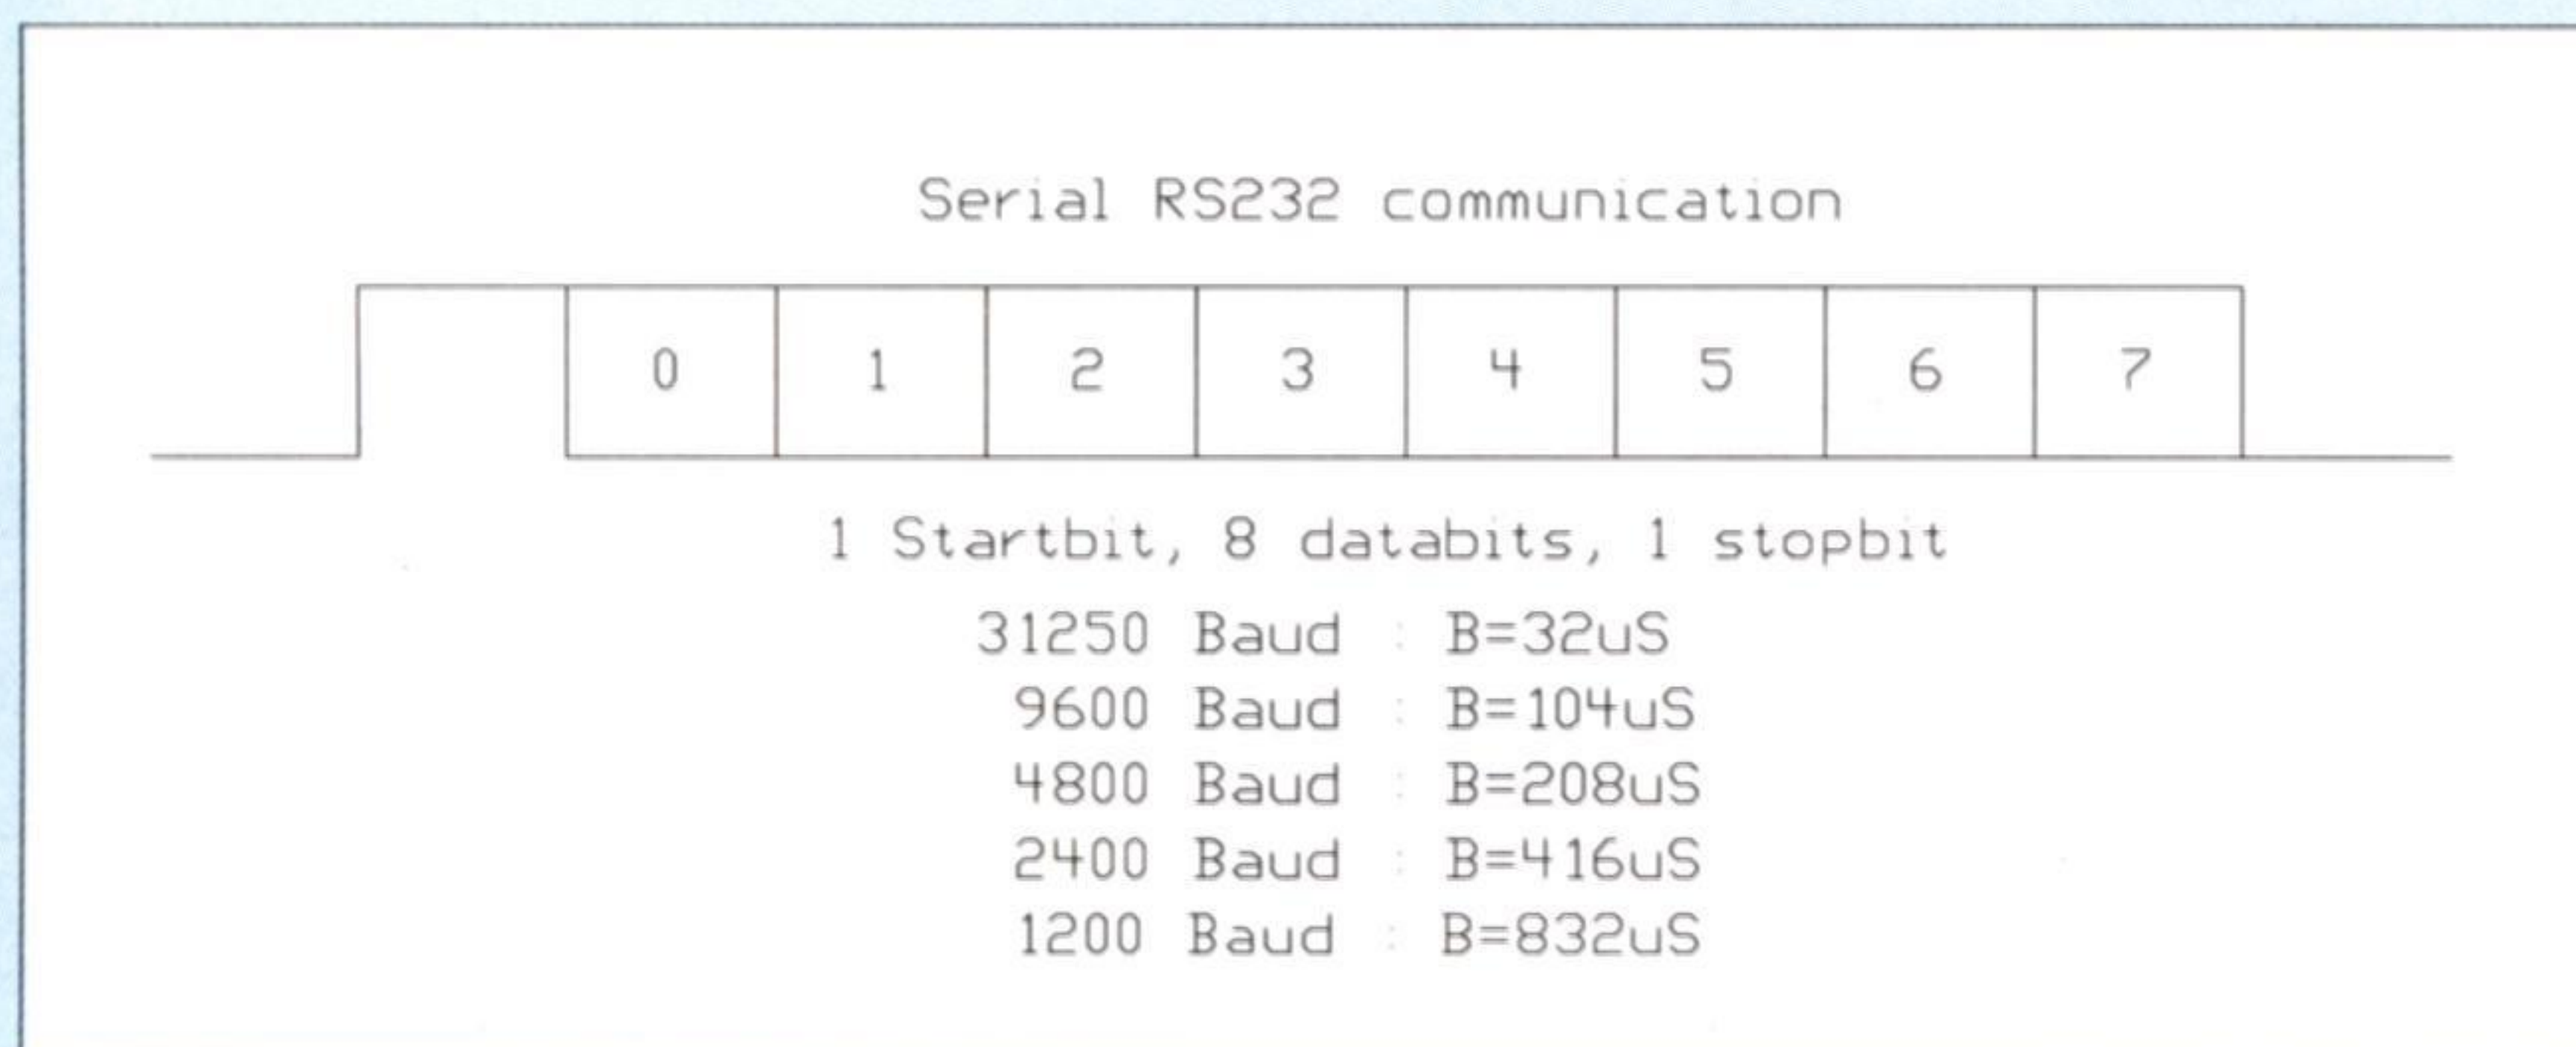 Serial RS232 communication
0 1 2 3 4 5 6 7
1 Startbit, 8 databits, 1 stopbit
31250 Baud : B=32uS
9600 Baud : B=104uS
4800 Baud : B=208uS
2400 Baud : B=416uS
1200 Baud : B=832uS